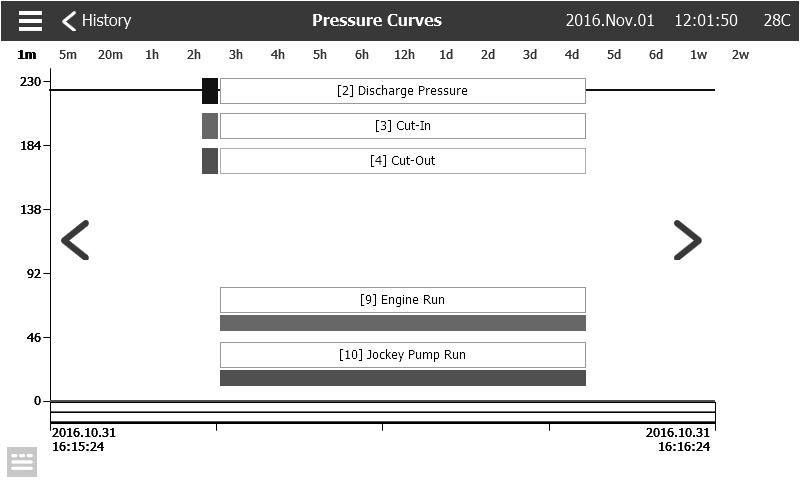 History Pressure Curves 2016.Nov.01 12:01:50 28C
1m 5m 20m 1h 2h 3h 4h 5h 6h 12h 1d 2d 3d 4d 5d 6d 1w 2w
230
[2] Discharge Pressure
[3] Cut-In
184
[4] Cut-Out
138
92
[9] Engine Run
46
[10] Jockey Pump Run
0
2016.10.31 2016.10.31
16:15:24 16:16:24